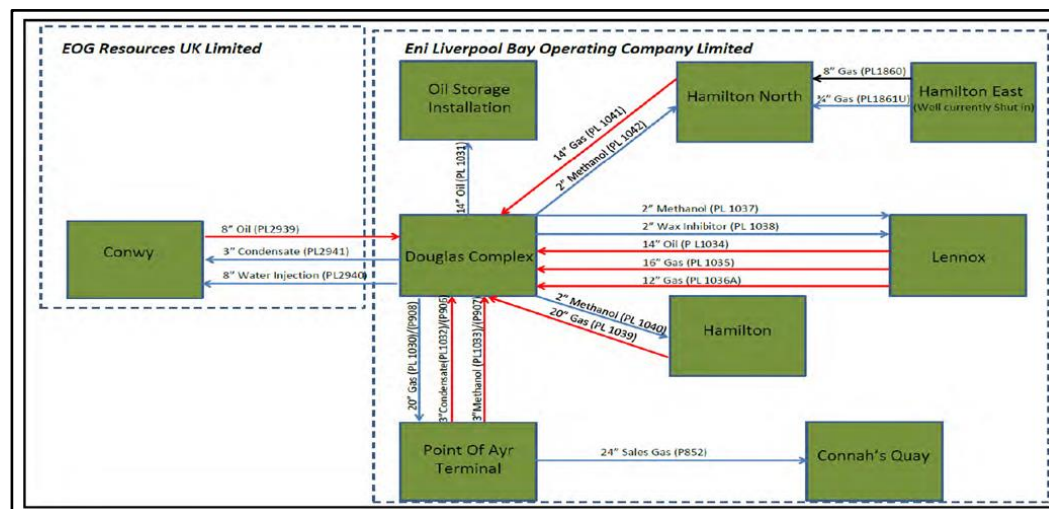 EOG Resources UK Limited
Eni Liverpool Bay Operating Company Limited
Oil Storage
Installation
Hamilton North
8” Gas (PL1860)
¾” Gas (PL1861U)
Hamilton East
(Well currently Shut in)
14” Gas (PL 1041)
2” Methanol (PL 1042)
14” Oil (PL 1031)
Conwy
8” Oil (PL2939)
3” Condensate (PL2941)
8” Water Injection (PL2940)
Douglas Complex
2” Methanol (PL 1037)
2” Wax Inhibitor (PL 1038)
14” Oil (P L1034)
16” Gas (PL 1035)
12” Gas (PL 1036A)
Lennox
2” Methanol (PL 1040)
20” Gas (PL 1039)
Hamilton
20” Gas (PL 1030)/(P908)
3”Condensate(PL1032)/(P906)
3”Methanol (PL1033)/(P907)
Point Of Ayr
Terminal
24” Sales Gas (P852)
Connah’s Quay